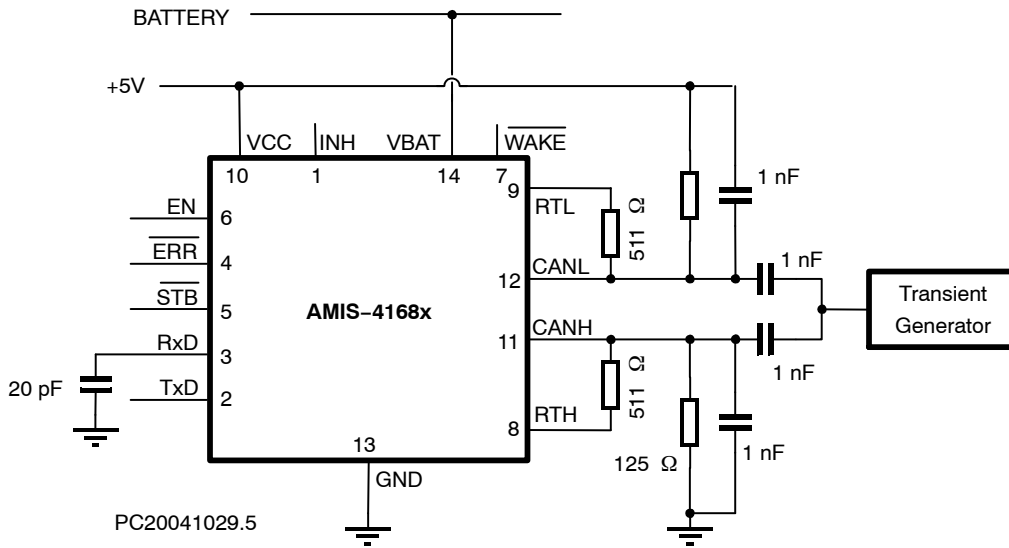 BATTERY
+5V
VCC INH VBAT WAKE
10 1 14 7
9 RTL
511 Ω
1 nF
EN 6
ERR 4
STB 5
RxD 3
TxD 2
20 pF
AMIS−4168x
12 CANL
1 nF
Transient
Generator
11 CANH
1 nF
511 Ω
8 RTH
125 Ω
1 nF
13
GND
PC20041029.5